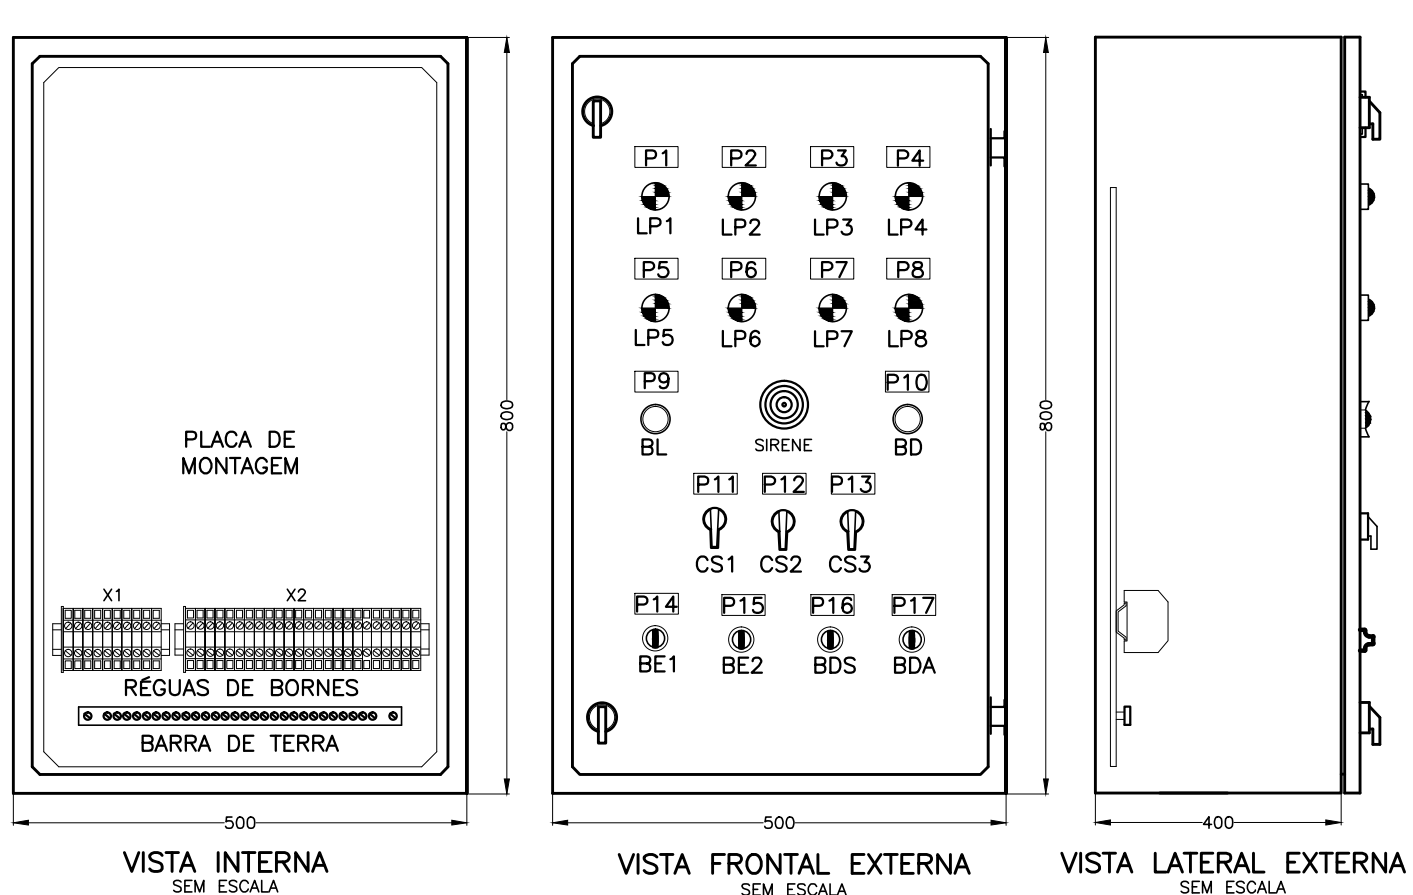 PLACA DE
MONTAGEM
X1 X2
RÉGUAS DE BORNES
BARRA DE TERRA
800
500
VISTA INTERNA
SEM ESCALA
P1 P2 P3 P4
LP1 LP2 LP3 LP4
P5 P6 P7 P8
LP5 LP6 LP7 LP8
P9 P10
BL SIRENE BD
P11 P12 P13
CS1 CS2 CS3
P14 P15 P16 P17
BE1 BE2 BDS BDA
800
500
VISTA FRONTAL EXTERNA
SEM ESCALA
400
VISTA LATERAL EXTERNA
SEM ESCALA